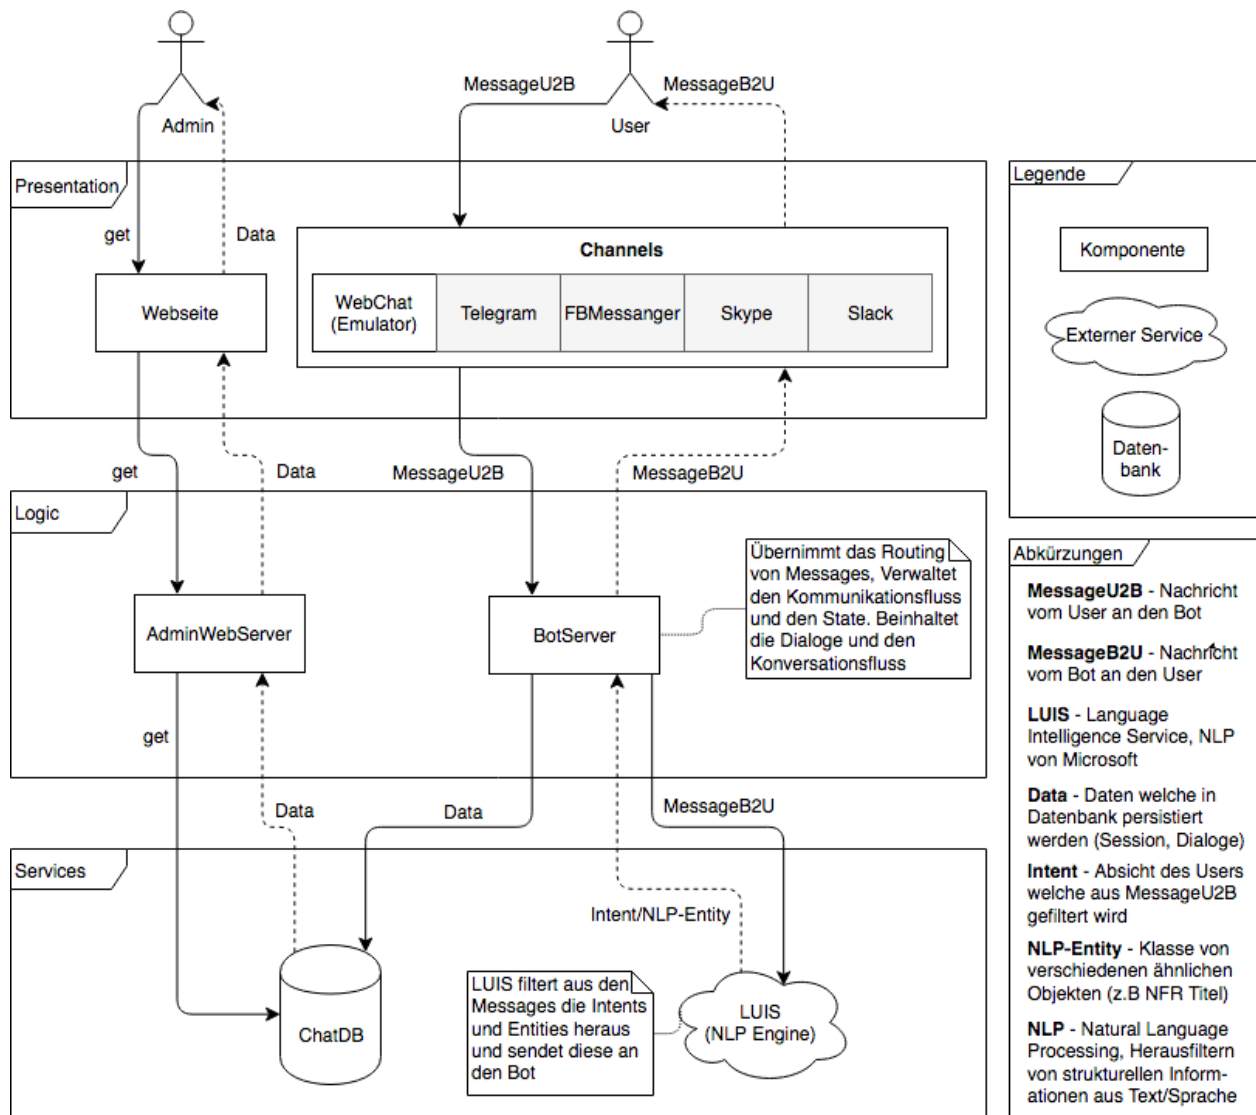 MessageU2B
MessageB2U
Admin
User
Presentation
get
Data
Channels
WebChat
(Emulator)
Telegram
FBMessanger
Skype
Slack
Webseite
get
Data
MessageU2B
MessageB2U
Logic
Übernimmt das Routing
von Messages, Verwaltet
den Kommunikationsfluss
und den State. Beinhaltet
die Dialoge und den
Konversationsfluss
AdminWebServer
BotServer
get
Data
Data
MessageB2U
Services
Intent/NLP-Entity
LUIS filtert aus den
Messages die Intents
und Entities heraus
und sendet diese an
den Bot
ChatDB
LUIS
(NLP Engine)
Legende
Komponente
Externer Service
Daten-
bank
Abkürzungen
MessageU2B - Nachricht
vom User an den Bot
MessageB2U - Nachricht
vom Bot an den User
LUIS - Language
Intelligence Service, NLP
von Microsoft
Data - Daten welche in
Datenbank persistiert
werden (Session, Dialoge)
Intent - Absicht des Users
welche aus MessageU2B
gefiltert wird
NLP-Entity - Klasse von
verschiedenen ähnlichen
Objekten (z.B NFR Titel)
NLP - Natural Language
Processing, Herausfiltern
von strukturellen Inform-
ationen aus Text/Sprache